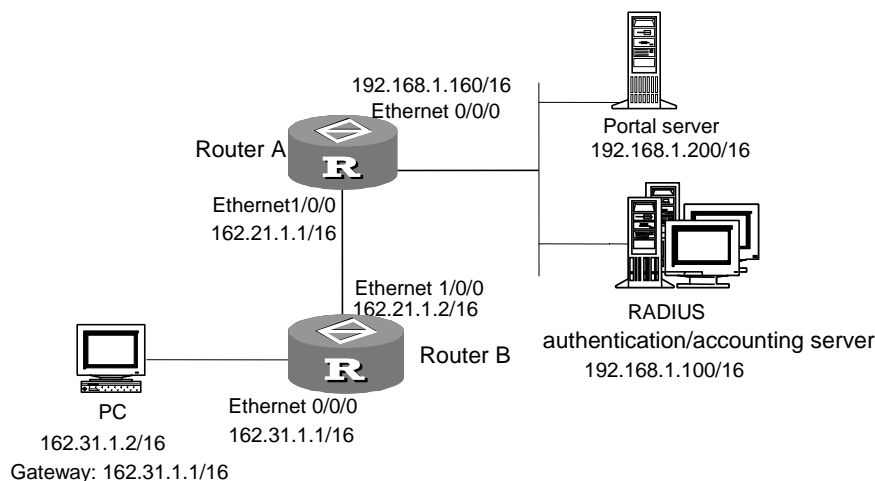 192.168.1.160/16
Ethernet 0/0/0
Router A
R
Portal server
192.168.1.200/16
Ethernet1/0/0
162.21.1.1/16
Ethernet 1/0/0
162.21.1.2/16
RADIUS
authentication/accounting server
192.168.1.100/16
Router B
R
PC
162.31.1.2/16
Gateway: 162.31.1.1/16
Ethernet 0/0/0
162.31.1.1/16